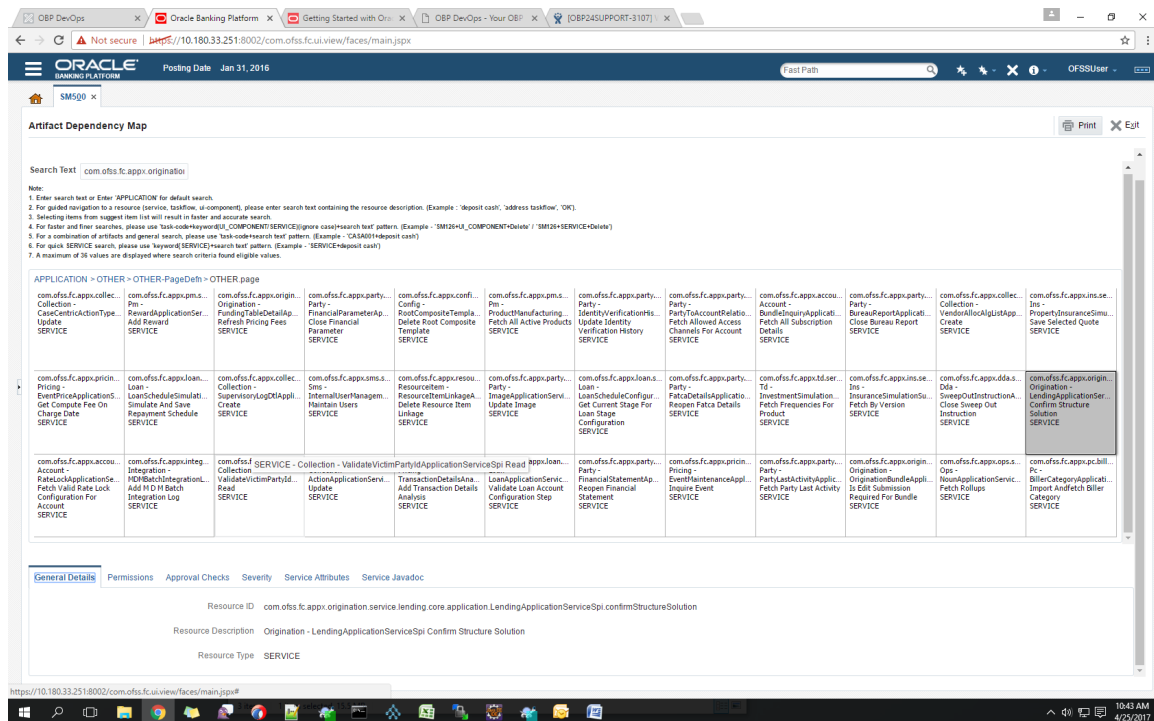 OBP DevOps
Oracle Banking Platform
Getting Started with Orac
OBP DevOps - Your OBP
[OBP24SUPPORT-3107]
Not secure | https://10.180.33.251:8002/com.ofss.fc.ui.view/faces/main.jspx
ORACLE
BANKING PLATFORM
Posting Date Jan 31, 2016
Fast Path
OFSSUser
SM500
Artifact Dependency Map
Print
Exit
Search Text com.ofss.fc.appx.origination
Note:
1. Enter search text or Enter 'APPLICATION' for default search.
2. For guided navigation to a resource (service, taskflow, ui-component), please enter search text containing the resource description. (Example : 'deposit cash', 'address taskflow', 'OK').
3. Selecting items from suggest item list will result in faster and accurate search.
4. For faster and finer searches, please use 'task-code+keyword(UI_COMPONENT/SERVICE)(ignore case)+search text' pattern. (Example - 'SM126+UI_COMPONENT+Delete' / 'SM126+SERVICE+Delete')
5. For a combination of artifacts and general search, please use 'task-code+search text' pattern. (Example - 'CASA001+deposit cash')
6. For quick SERVICE search, please use 'keyword(SERVICE)+search text' pattern. (Example - 'SERVICE+deposit cash')
7. A maximum of 36 values are displayed where search criteria found eligible values.
APPLICATION > OTHER > OTHER-PageDefn > OTHER.page
com.ofss.fc.appx.collec...
Collection -
CaseCentricActionType...
Update
SERVICE
com.ofss.fc.appx.pm.s...
Pm -
RewardApplicationSer...
Add Reward
SERVICE
com.ofss.fc.appx.origin...
Origination -
FundingTableDetailAp...
Refresh Pricing Fees
SERVICE
com.ofss.fc.appx.party....
Party -
FinancialParameterAp...
Close Financial
Parameter
SERVICE
com.ofss.fc.appx.confi...
Config -
RootCompositeTempla...
Delete Root Composite
Template
SERVICE
com.ofss.fc.appx.pm.s...
Pm -
ProductManufacturing...
Fetch All Active Products
SERVICE
com.ofss.fc.appx.party....
Party -
IdentityVerificationHis...
Update Identity
Verification History
SERVICE
com.ofss.fc.appx.party....
Party -
PartyToAccountRelatio...
Fetch Allowed Access
Channels For Account
SERVICE
com.ofss.fc.appx.accou...
Account -
BundleInquiryApplicati...
Fetch All Subscription
Details
SERVICE
com.ofss.fc.appx.party....
Party -
BureauReportApplicati...
Close Bureau Report
SERVICE
com.ofss.fc.appx.collec...
Collection -
VendorAllocAlgListApp...
Create
SERVICE
com.ofss.fc.appx.ins.se...
Ins -
PropertyInsuranceSimu...
Save Selected Quote
SERVICE
com.ofss.fc.appx.pricin...
Pricing -
EventPriceApplicationS...
Get Compute Fee On
Charge Date
SERVICE
com.ofss.fc.appx.loan....
Loan -
LoanScheduleSimulati...
Simulate And Save
Repayment Schedule
SERVICE
com.ofss.fc.appx.collec...
Collection -
SupervisoryLogDtlAppli...
Create
SERVICE
com.ofss.fc.appx.sms.s...
Sms -
InternalUserManagem...
Maintain Users
SERVICE
com.ofss.fc.appx.resou...
Resourceitem -
ResourceItemLinkageA...
Delete Resource Item
Linkage
SERVICE
com.ofss.fc.appx.party....
Party -
ImageApplicationServi...
Update Image
SERVICE
com.ofss.fc.appx.loan.s...
Loan -
LoanScheduleConfigur...
Get Current Stage For
Loan Stage
Configuration
SERVICE
com.ofss.fc.appx.party....
Party -
FatcaDetailsApplicatio...
Reopen Fatca Details
SERVICE
com.ofss.fc.appx.td.ser...
Td -
InvestmentSimulation...
Fetch Frequencies For
Product
SERVICE
com.ofss.fc.appx.ins.se...
Ins -
InsuranceSimulationSu...
Fetch By Version
SERVICE
com.ofss.fc.appx.dda.s...
Dda -
SweepOutInstructionA...
Close Sweep Out
Instruction
SERVICE
com.ofss.fc.appx.origin...
Origination -
LendingApplicationSer...
Confirm Structure
Solution
SERVICE
com.ofss.fc.appx.accou...
Account -
RateLockApplicationSe...
Fetch Valid Rate Lock
Configuration For
Account
SERVICE
com.ofss.fc.appx.integ...
Integration -
MDMBatchIntegrationL...
Add M D M Batch
Integration Log
SERVICE
com.ofss.f
Collection
ValidateVictimPartyId...
Read
SERVICE
SERVICE - Collection - ValidateVictimPartyIdApplicationServiceSpi Read
ActionApplicationServi...
Update
SERVICE
TransactionDetailsAna...
Add Transaction Details
Analysis
SERVICE
appx.loan....
LoanApplicationServic...
Validate Loan Account
Configuration Step
SERVICE
com.ofss.fc.appx.party....
Party -
FinancialStatementAp...
Reopen Financial
Statement
SERVICE
com.ofss.fc.appx.pricin...
Pricing -
EventMaintenanceAppl...
Inquire Event
SERVICE
com.ofss.fc.appx.party....
Party -
PartyLastActivityApplic...
Fetch Party Last Activity
SERVICE
com.ofss.fc.appx.origin...
Origination -
OriginationBundleAppli...
Is Edit Submission
Required For Bundle
SERVICE
com.ofss.fc.appx.ops.s...
Ops -
NounApplicationServic...
Fetch Rollups
SERVICE
com.ofss.fc.appx.pc.bill...
Pc -
BillerCategoryApplicati...
Import Andfetch Biller
Category
SERVICE
General Details
Permissions
Approval Checks
Severity
Service Attributes
Service Javadoc
Resource ID com.ofss.fc.appx.origination.service.lending.core.application.LendingApplicationServiceSpi.confirmStructureSolution
Resource Description Origination - LendingApplicationServiceSpi Confirm Structure Solution
Resource Type SERVICE
https://10.180.33.251:8002/com.ofss.fc.ui.view/faces/main.jspx#
10:43 AM
4/25/2017